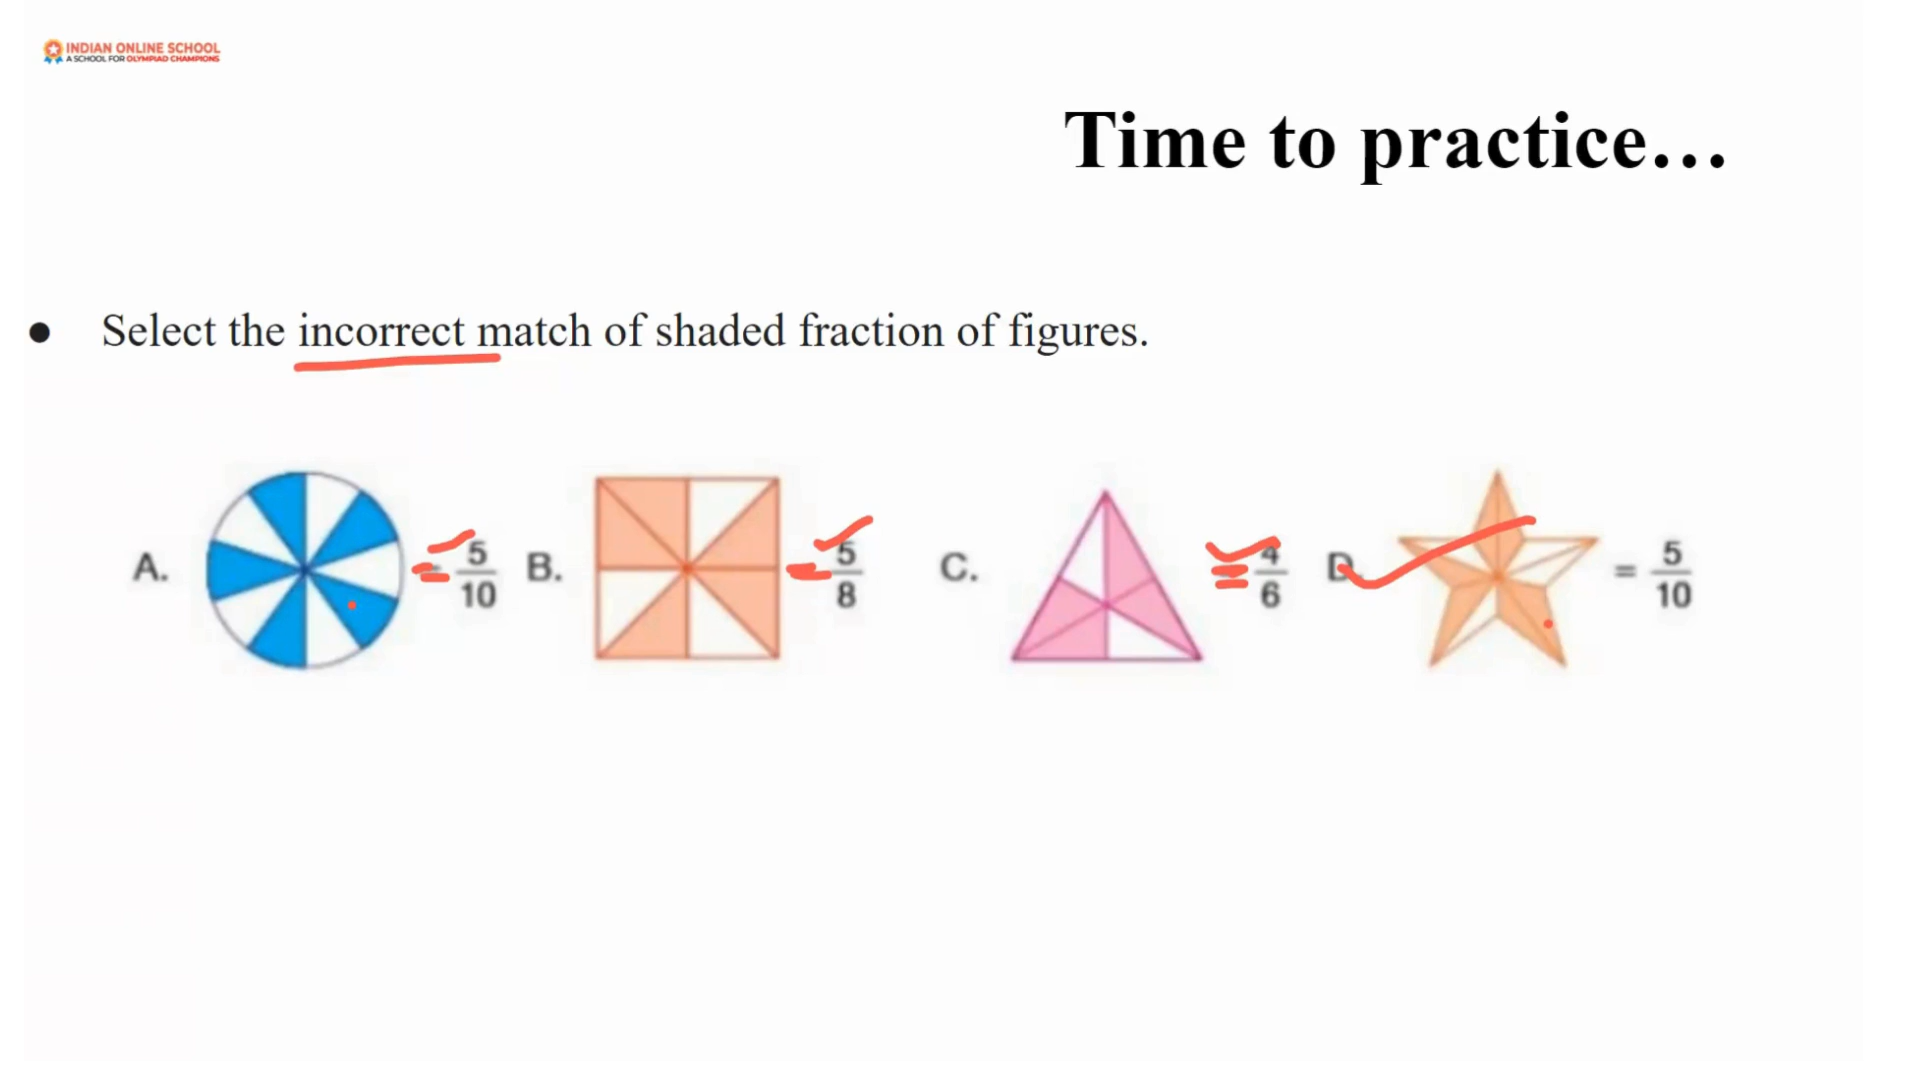 INDIAN ONLINE SCHOOL
A SCHOOL FOR OLYMPIAD CHAMPIONS
Time to practice…
● Select the incorrect match of shaded fraction of figures.
A. = 5/10 B. = 5/8 C. = 4/6 D. = 5/10